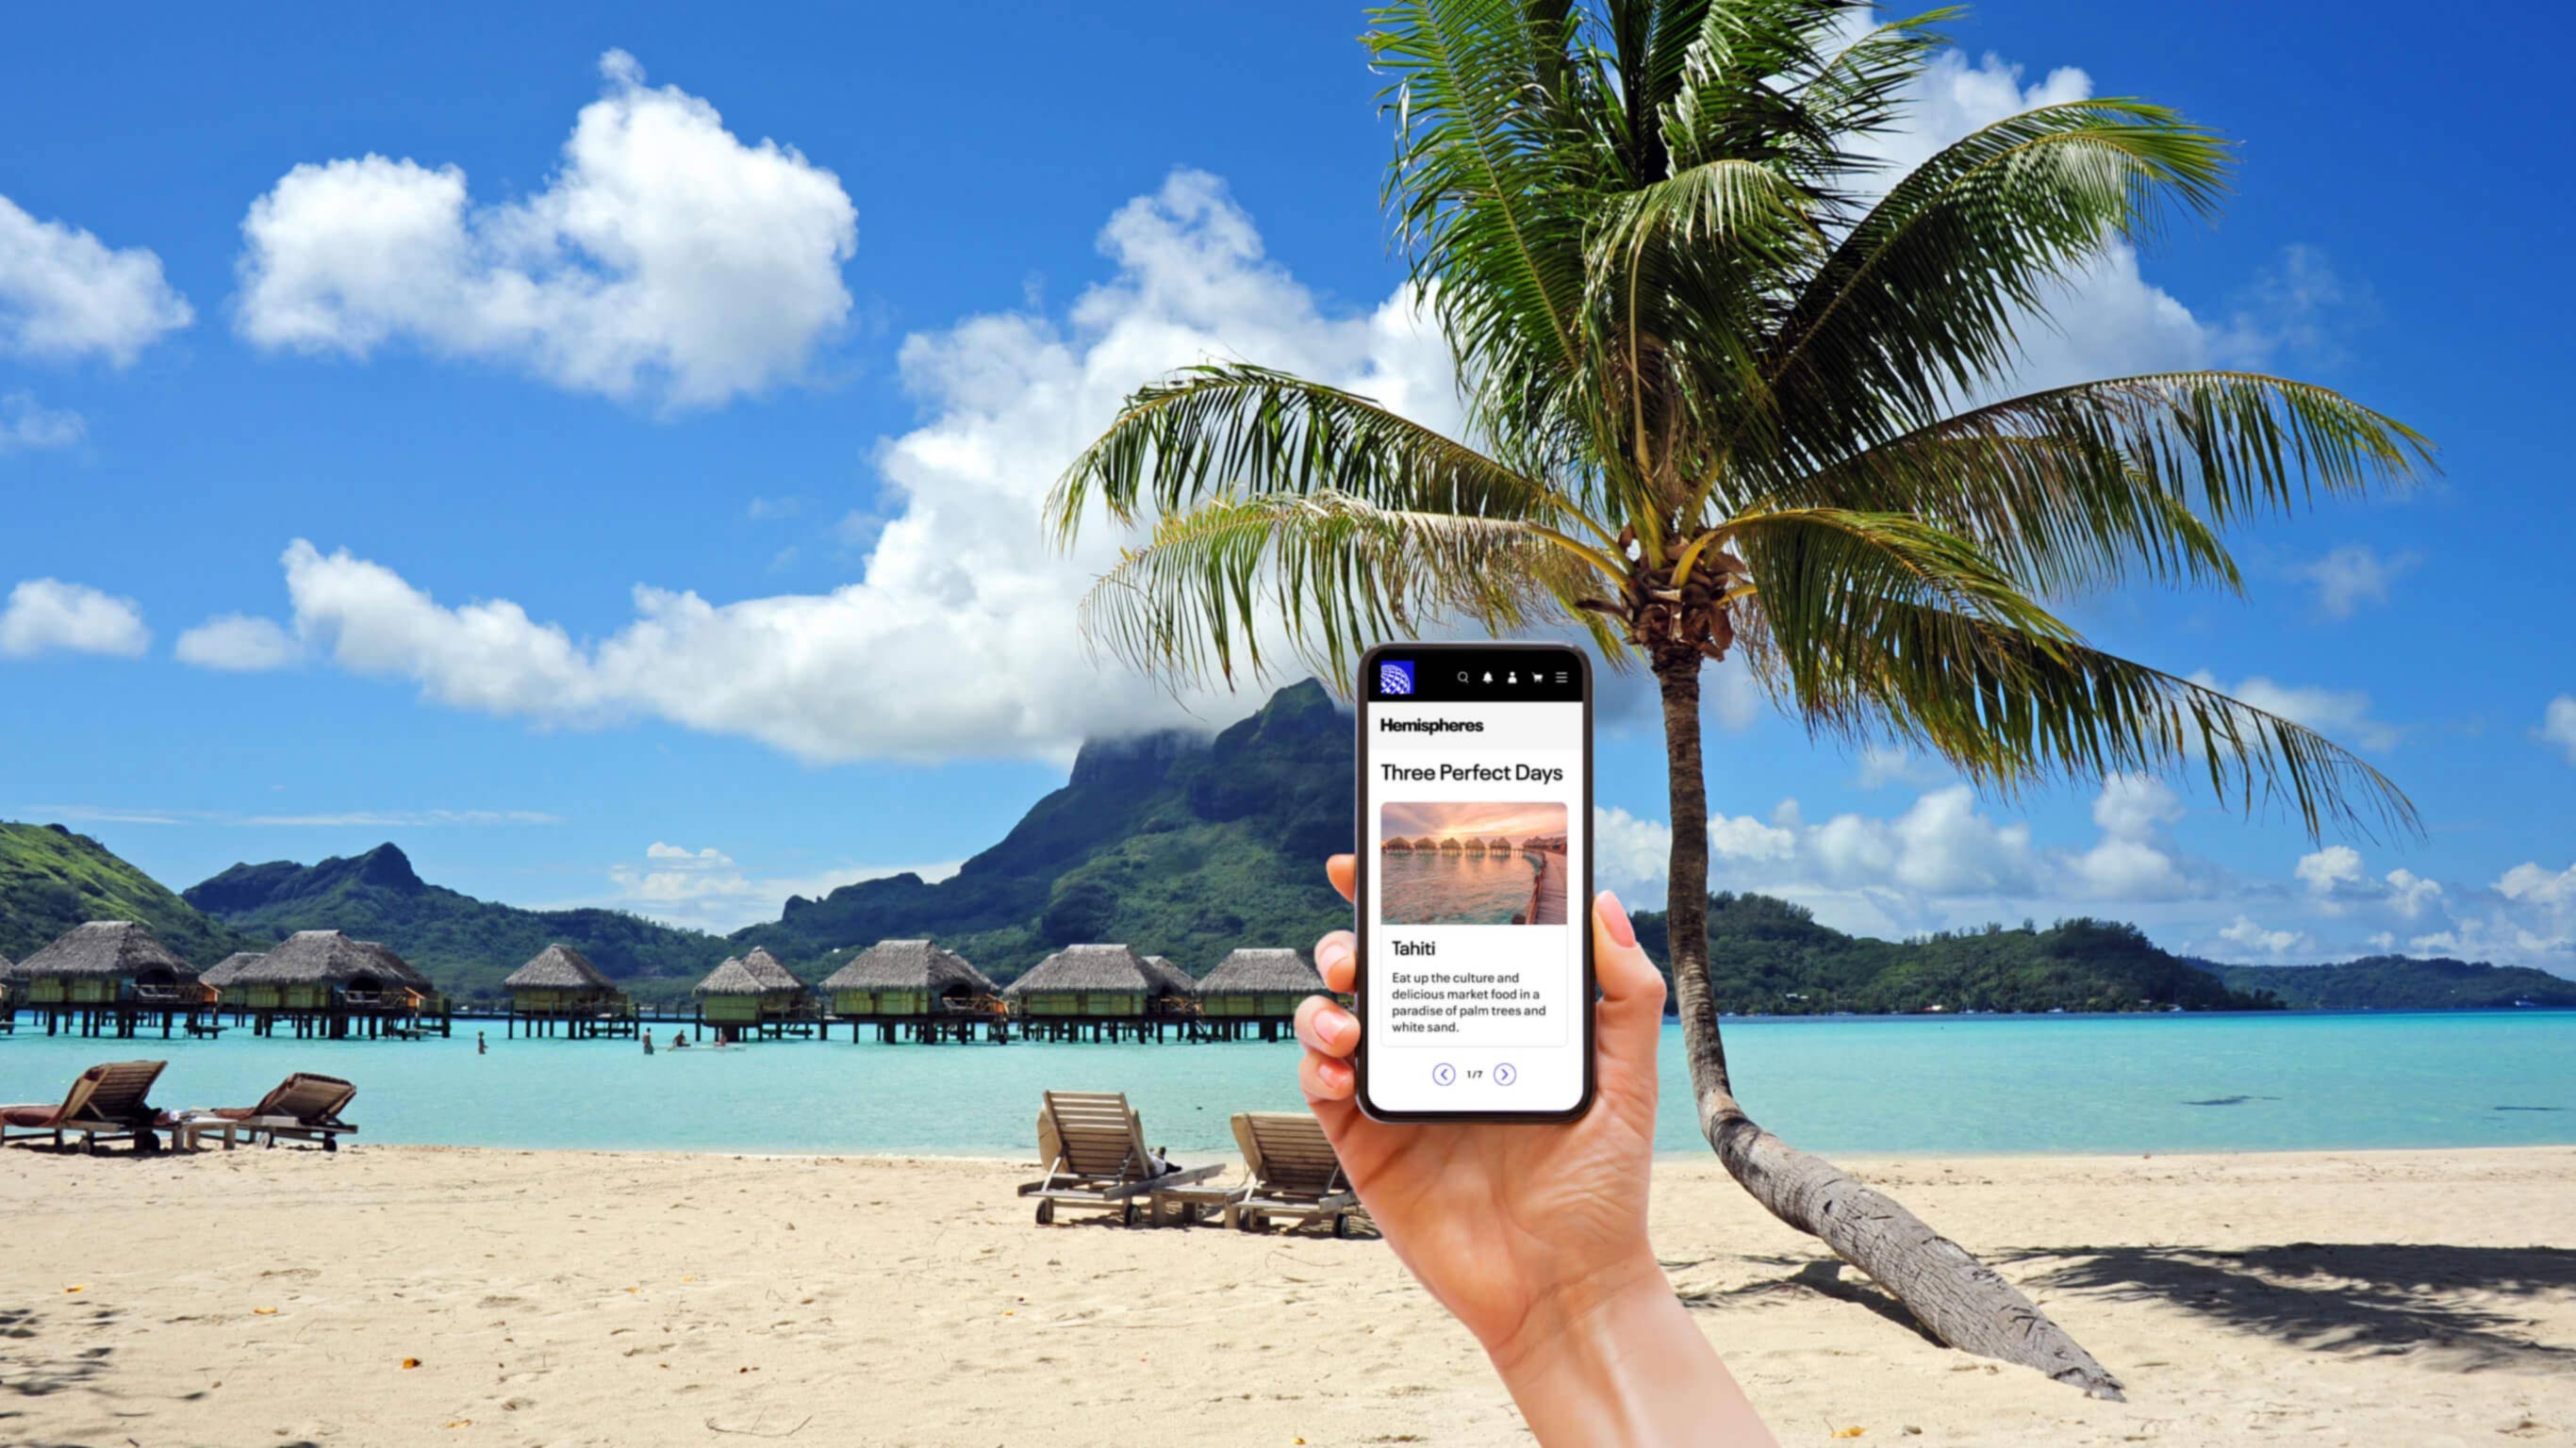 Hemispheres
Three Perfect Days
Tahiti
Eat up the culture and
delicious market food in a
paradise of palm trees and
white sand.
1/7